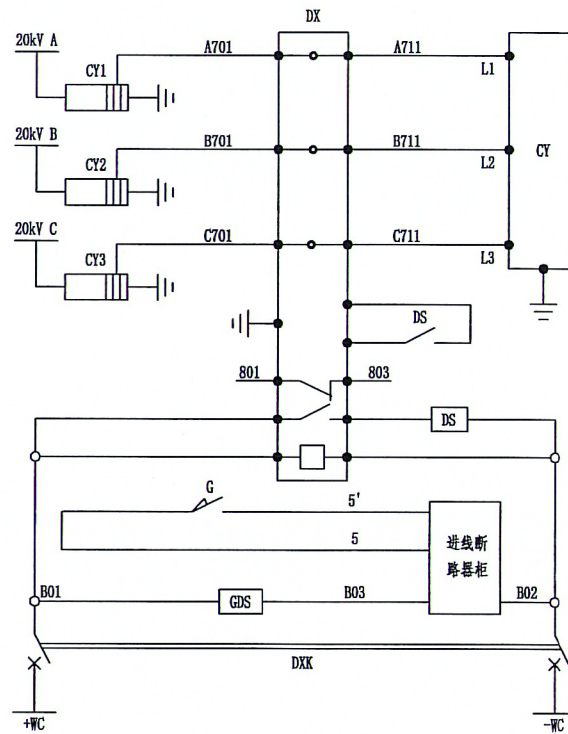 DX
20kV A
A701
A711
CY1
L1
20kV B
B701
B711
CY2
L2
CY
20kV C
C701
C711
CY3
L3
DS
801
803
DS
G
5'
5
进线断
路器柜
B01
GDS
B03
B02
DXK
+WC
-WC